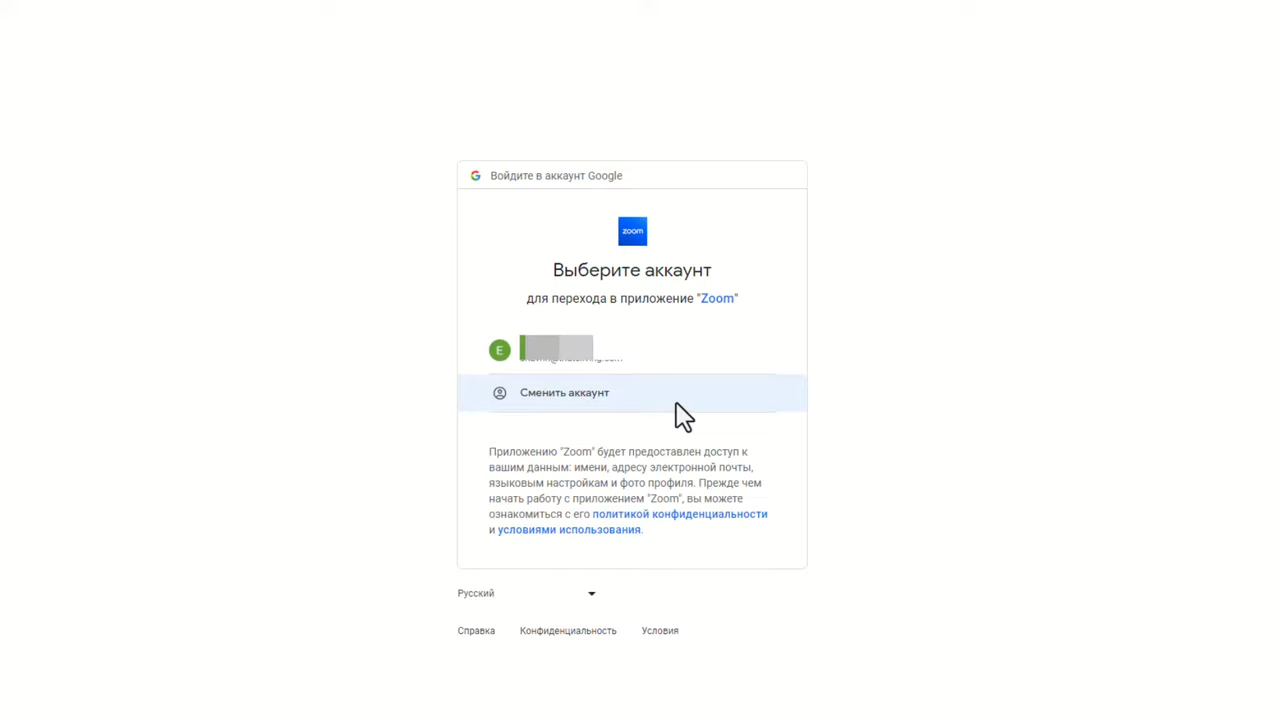 Войдите в аккаунт Google
zoom
Выберите аккаунт
для перехода в приложение "Zoom"
E
Сменить аккаунт
Приложению "Zoom" будет предоставлен доступ к
вашим данным: имени, адресу электронной почты,
языковым настройкам и фото профиля. Прежде чем
начать работу с приложением "Zoom", вы можете
ознакомиться с его политикой конфиденциальности
и условиями использования.
Русский
Справка Конфиденциальность Условия